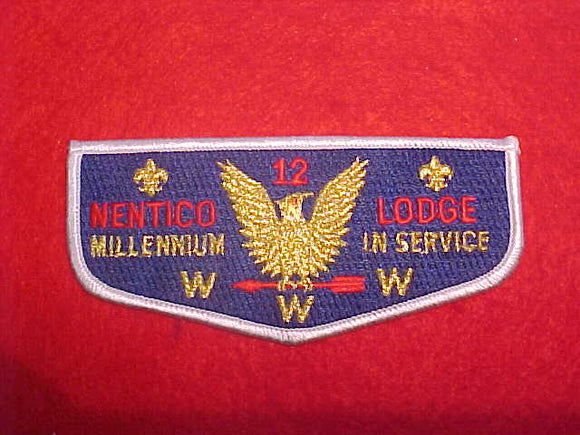 12
NENTICO LODGE
MILLENNIUM IN SERVICE
W W W